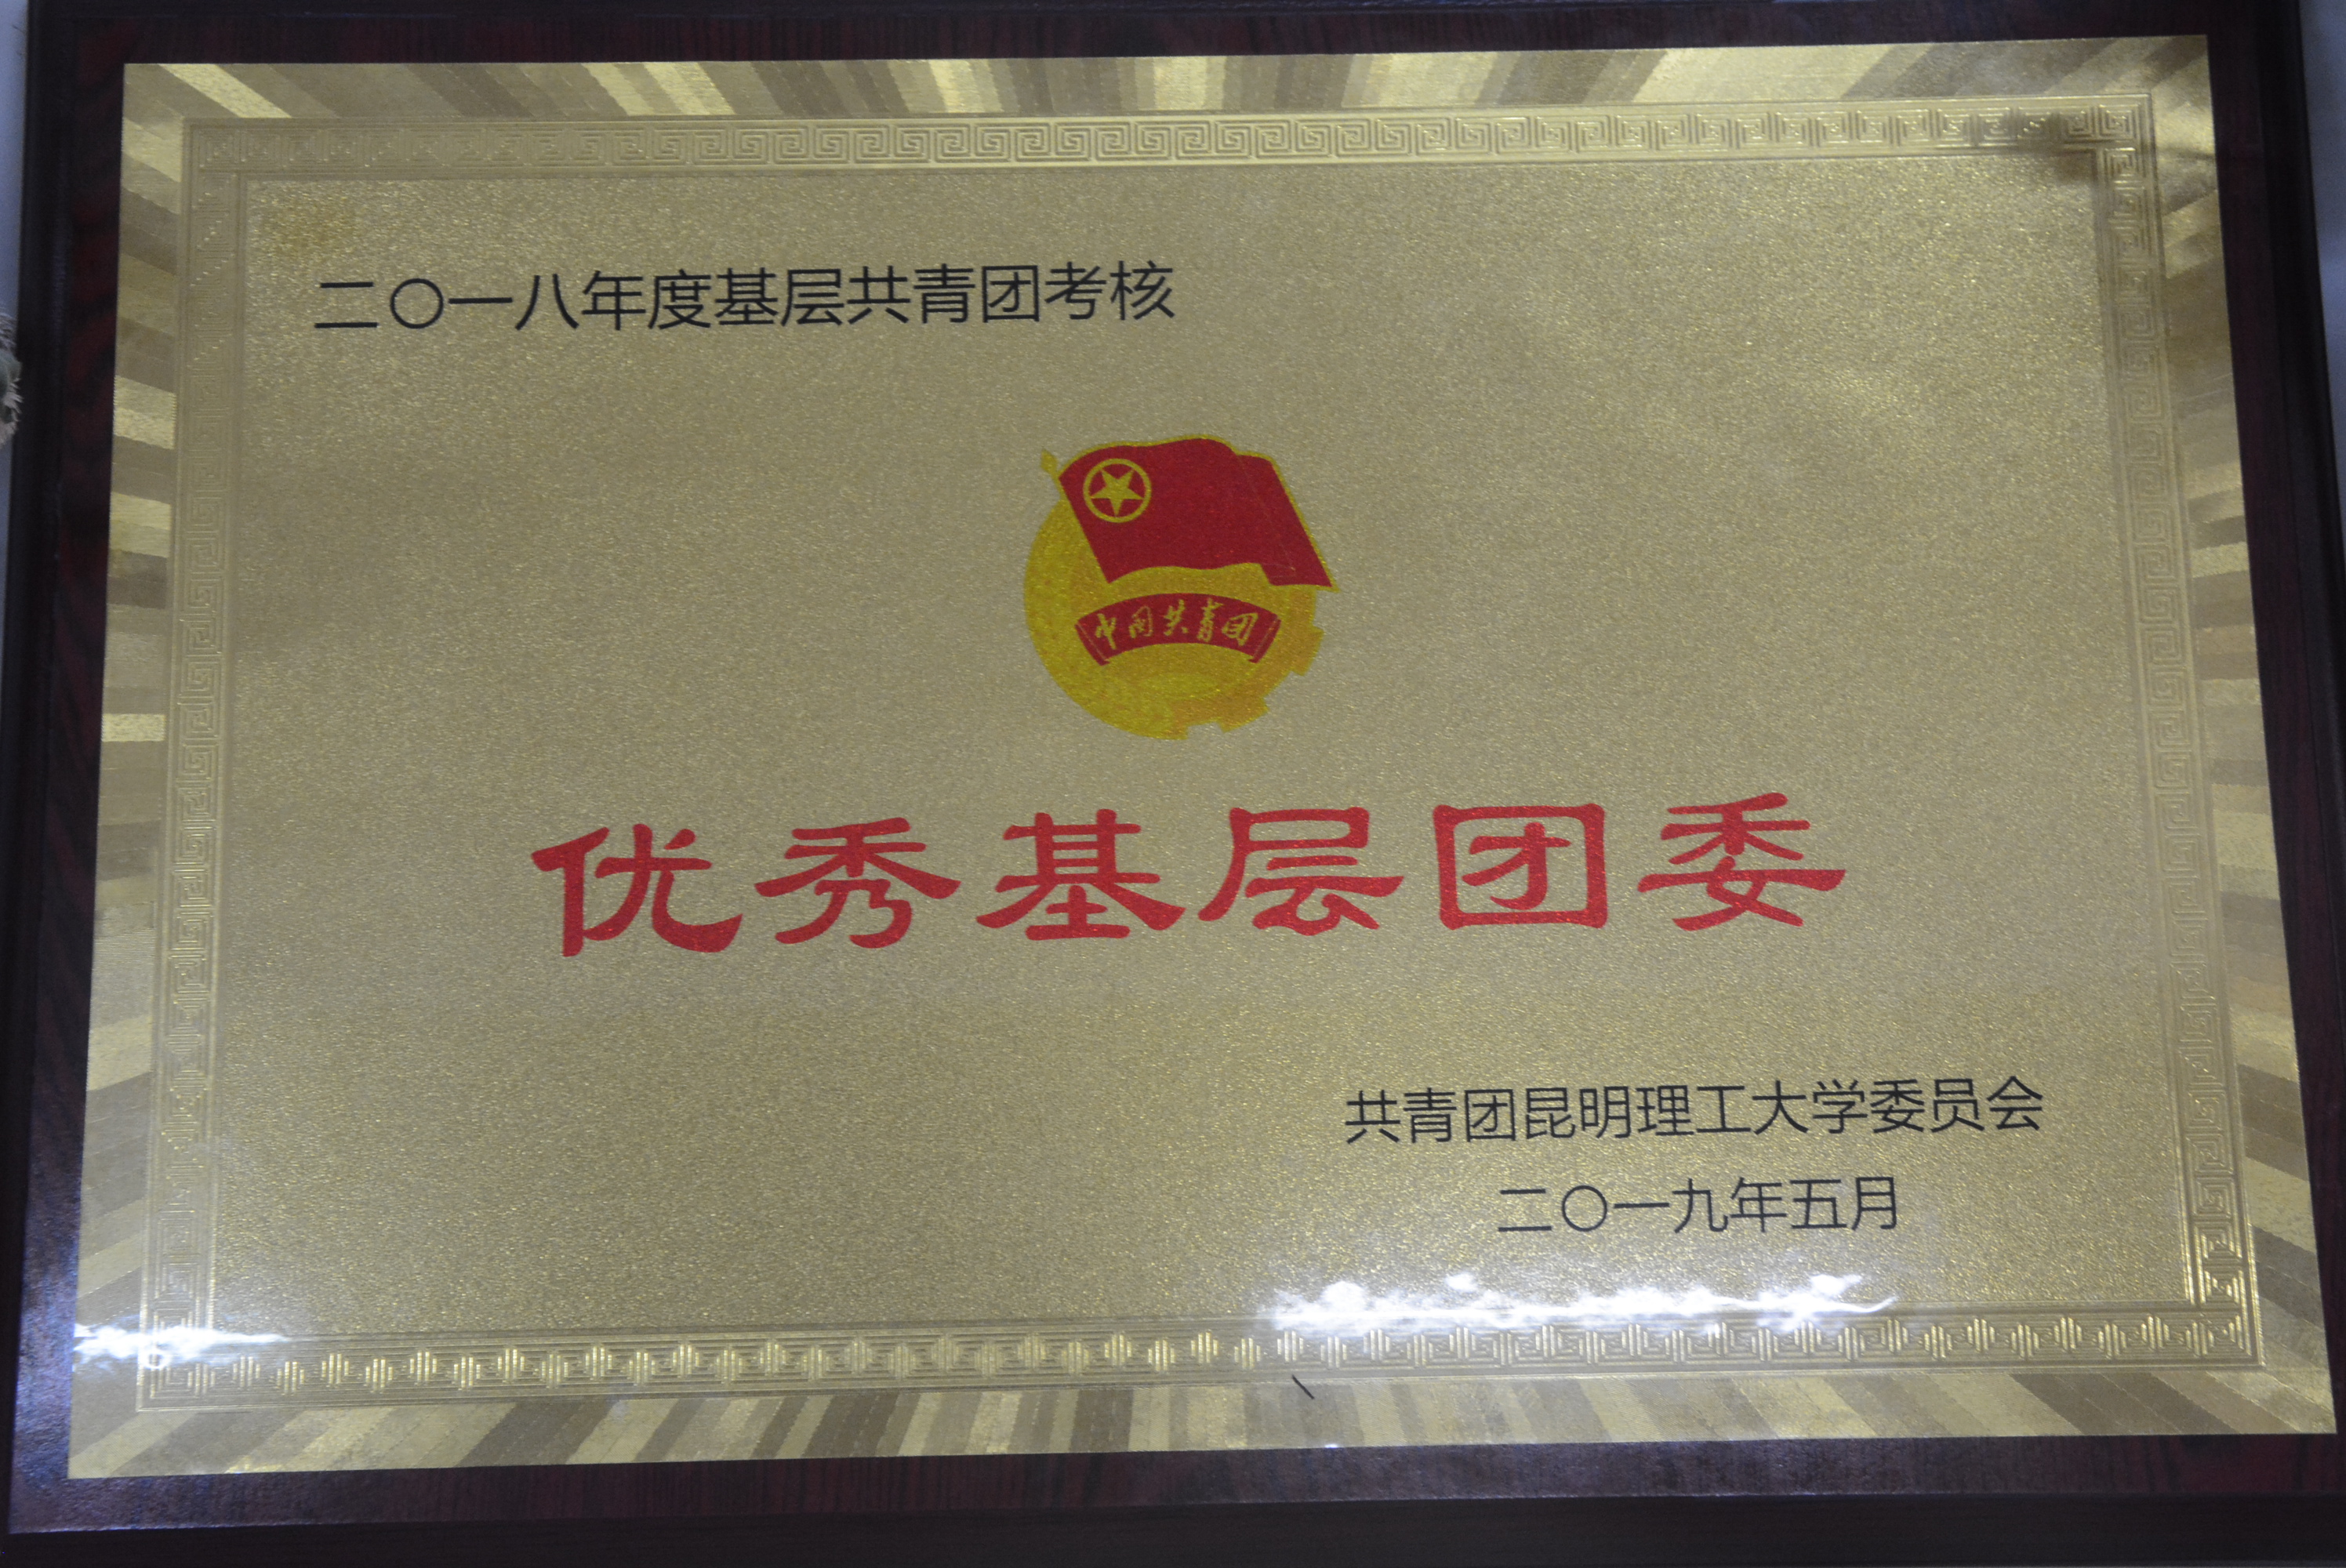 二〇一八年度基层共青团考核
中国共青团
优秀基层团委
共青团昆明理工大学委员会
二〇一九年五月